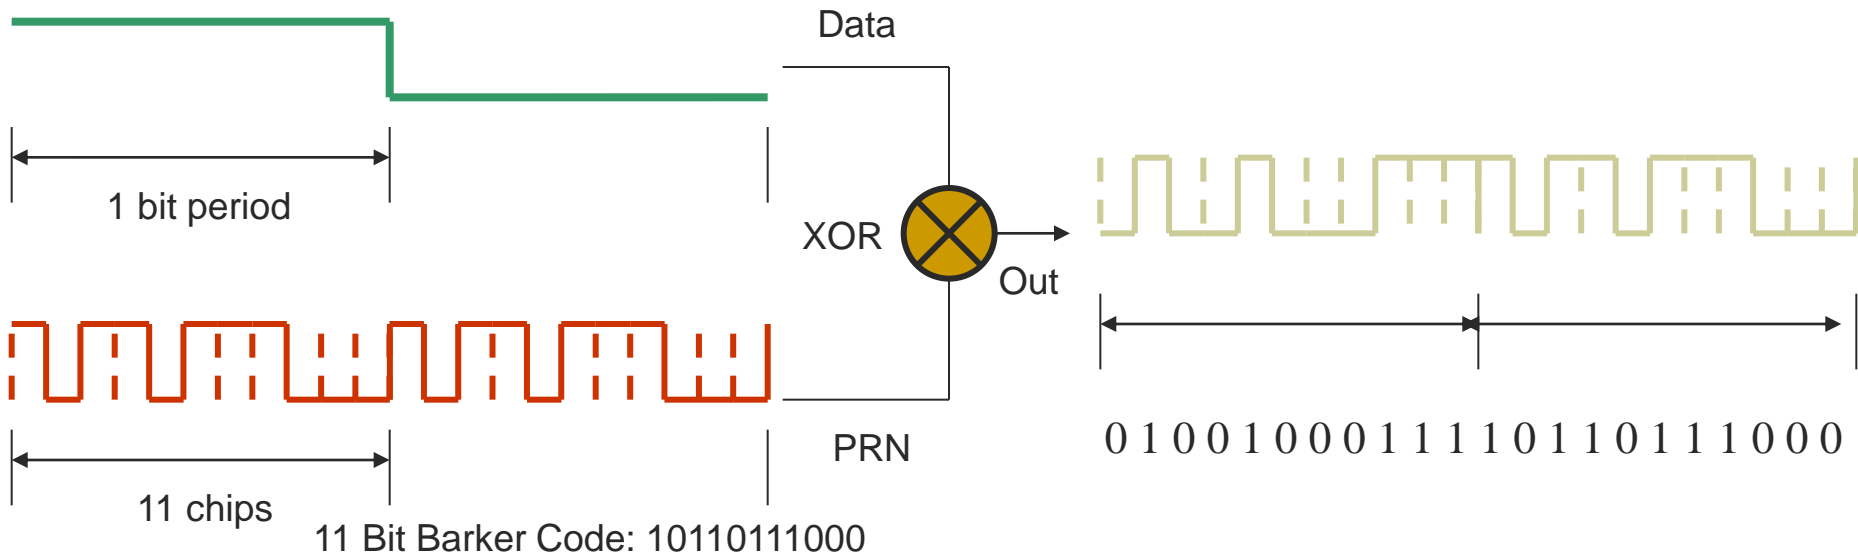 Data
1 bit period
XOR
Out
PRN
0 1 0 0 1 0 0 0 1 1 1 1 0 1 1 0 1 1 1 0 0 0
11 chips
11 Bit Barker Code: 10110111000